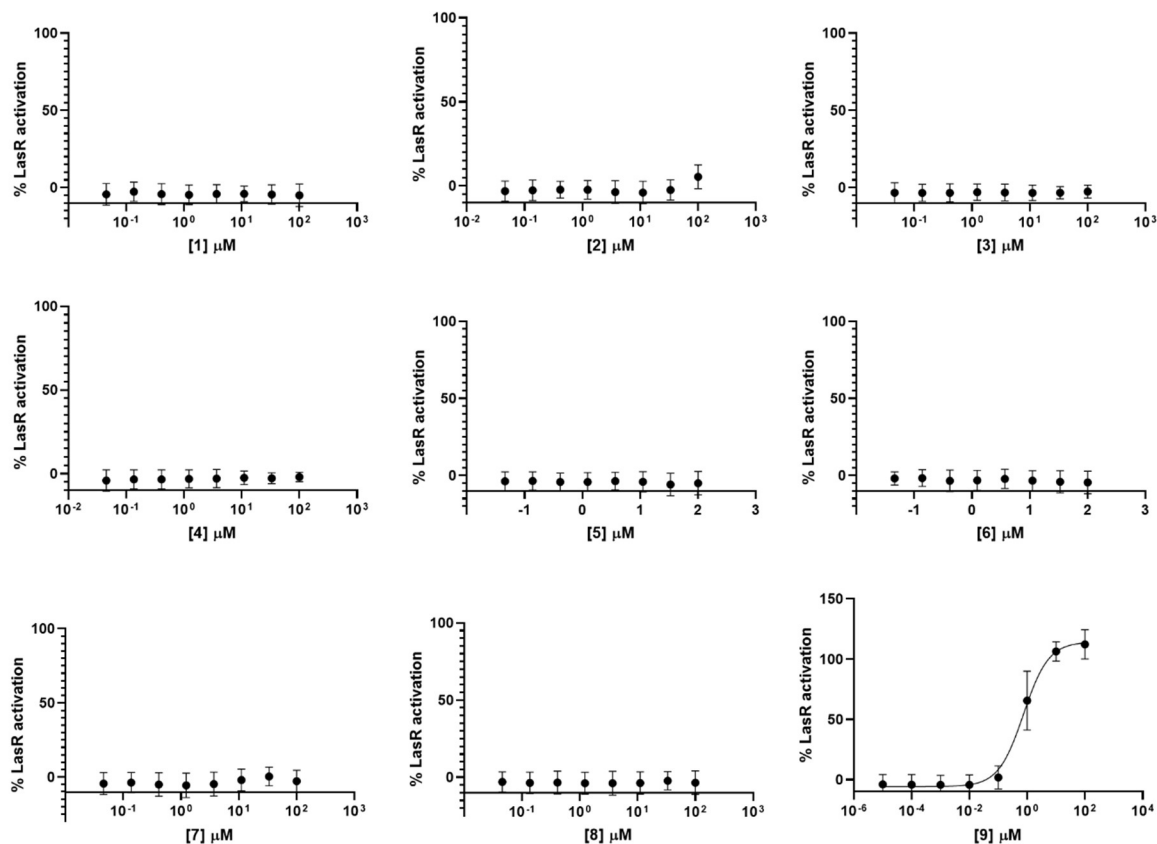 % LasR activation
100
50
0
10-1 100 101 102 103
[1] μM
% LasR activation
100
50
0
10-2 10-1 100 101 102 103
[2] μM
% LasR activation
100
50
0
10-1 100 101 102 103
[3] μM
% LasR activation
100
50
0
10-2 10-1 100 101 102 103
[4] μM
% LasR activation
100
50
0
-1 0 1 2 3
[5] μM
% LasR activation
100
50
0
-1 0 1 2 3
[6] μM
% LasR activation
100
50
0
10-1 100 101 102 103
[7] μM
% LasR activation
100
50
0
10-1 100 101 102 103
[8] μM
% LasR activation
150
100
50
0
10-6 10-4 10-2 100 102 104
[9] μM